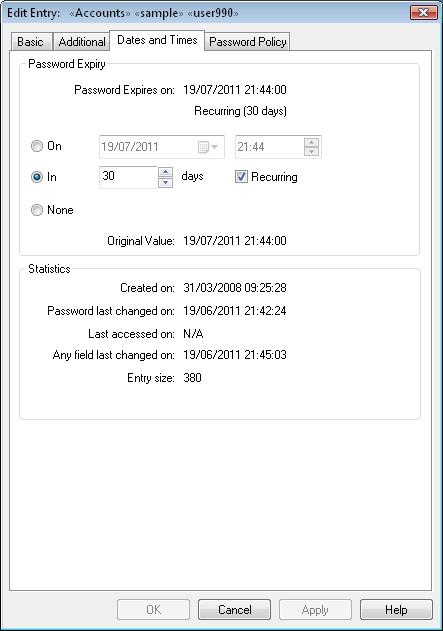 Edit Entry: «Accounts» «sample» «user990»
Basic Additional Dates and Times Password Policy
Password Expiry
Password Expires on: 19/07/2011 21:44:00
Recurring (30 days)
On 19/07/2011 21:44
In 30 days Recurring
None
Original Value: 19/07/2011 21:44:00
Statistics
Created on: 31/03/2008 09:25:28
Password last changed on: 19/06/2011 21:42:24
Last accessed on: N/A
Any field last changed on: 19/06/2011 21:45:03
Entry size: 380
OK Cancel Apply Help